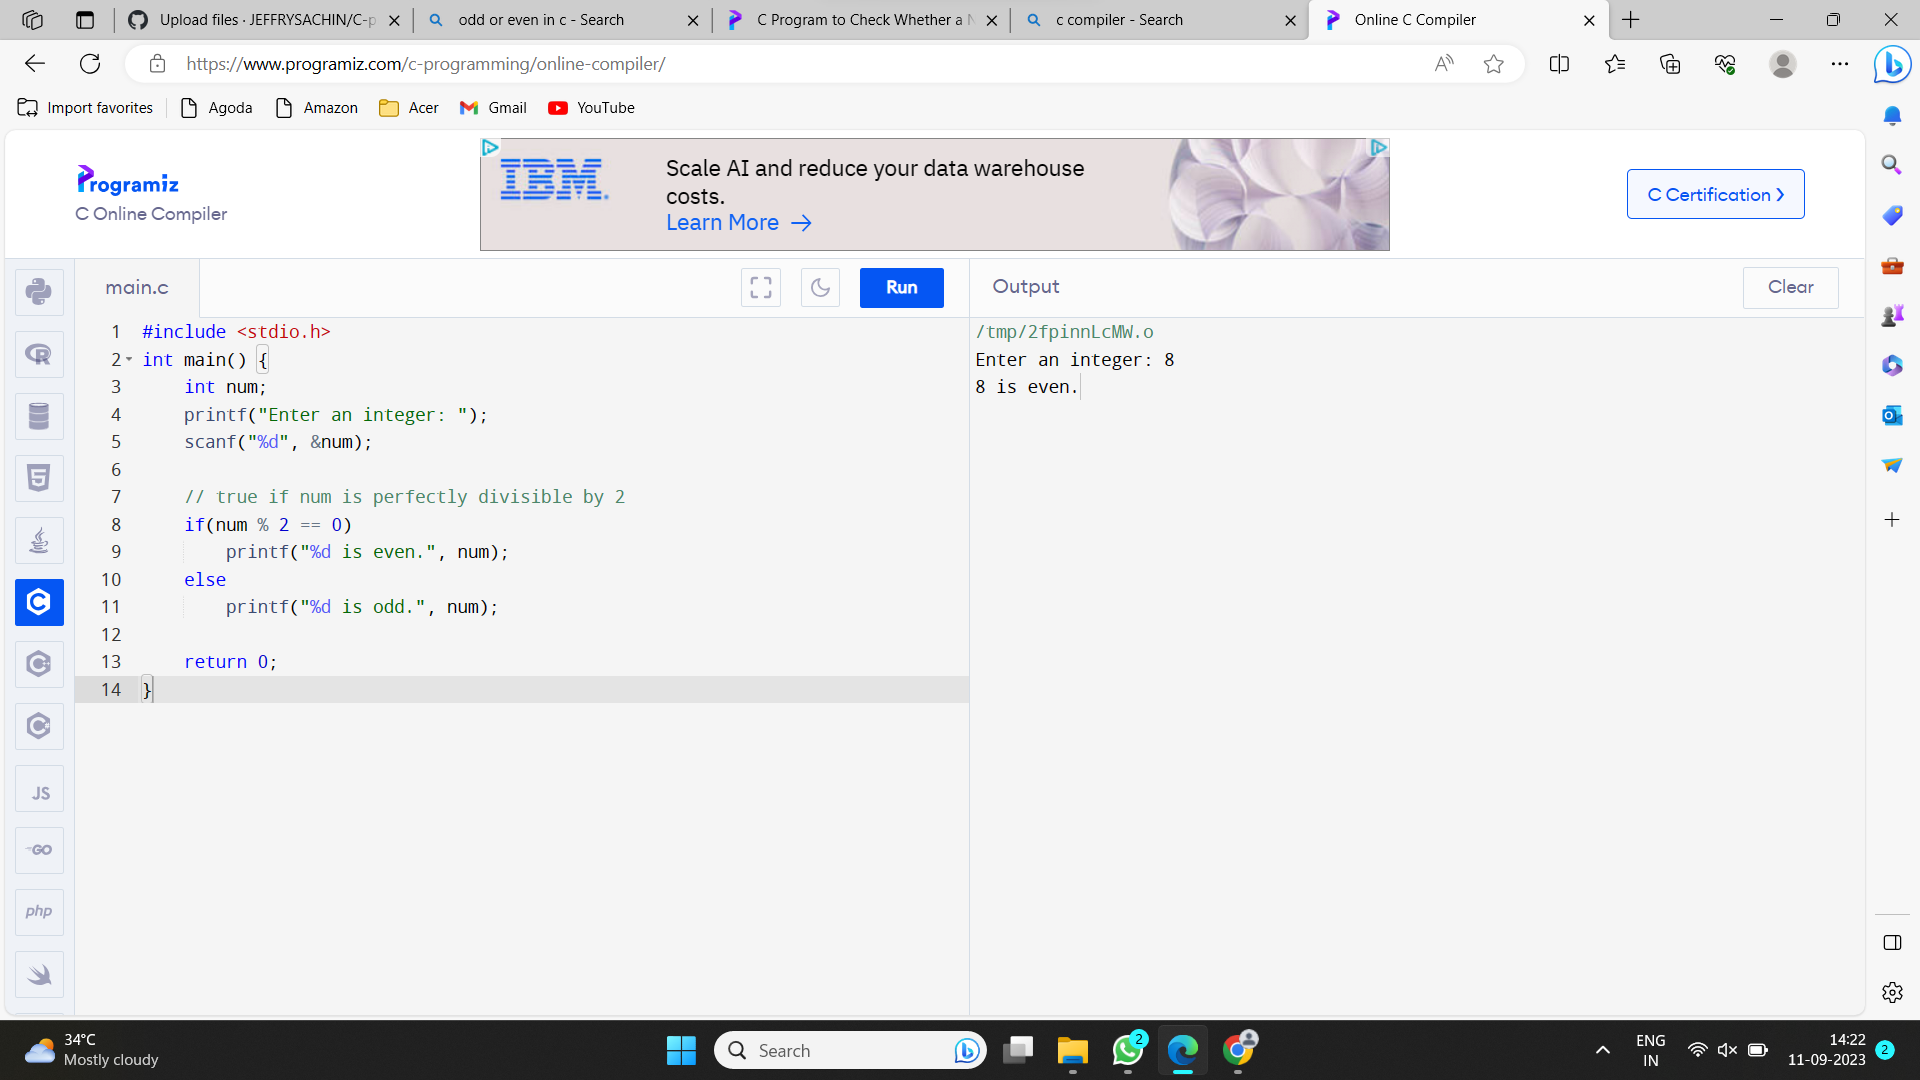 Upload files · JEFFRYSACHIN/C-p
odd or even in c - Search
C Program to Check Whether a N
c compiler - Search
Online C Compiler
https://www.programiz.com/c-programming/online-compiler/
Import favorites
Agoda
Amazon
Acer
Gmail
YouTube
Programiz
C Online Compiler
IBM
Scale AI and reduce your data warehouse
costs.
Learn More →
C Certification ❯
main.c
Run
Output
Clear
1 #include <stdio.h>
2 int main() {
3     int num;
4     printf("Enter an integer: ");
5     scanf("%d", &num);
6
7     // true if num is perfectly divisible by 2
8     if(num % 2 == 0)
9         printf("%d is even.", num);
10     else
11         printf("%d is odd.", num);
12
13     return 0;
14 }
/tmp/2fpinnLcMW.o
Enter an integer: 8
8 is even.
R
5
C
C
C
JS
GO
php
34°C
Mostly cloudy
Search
2
ENG
IN
14:22
11-09-2023
2